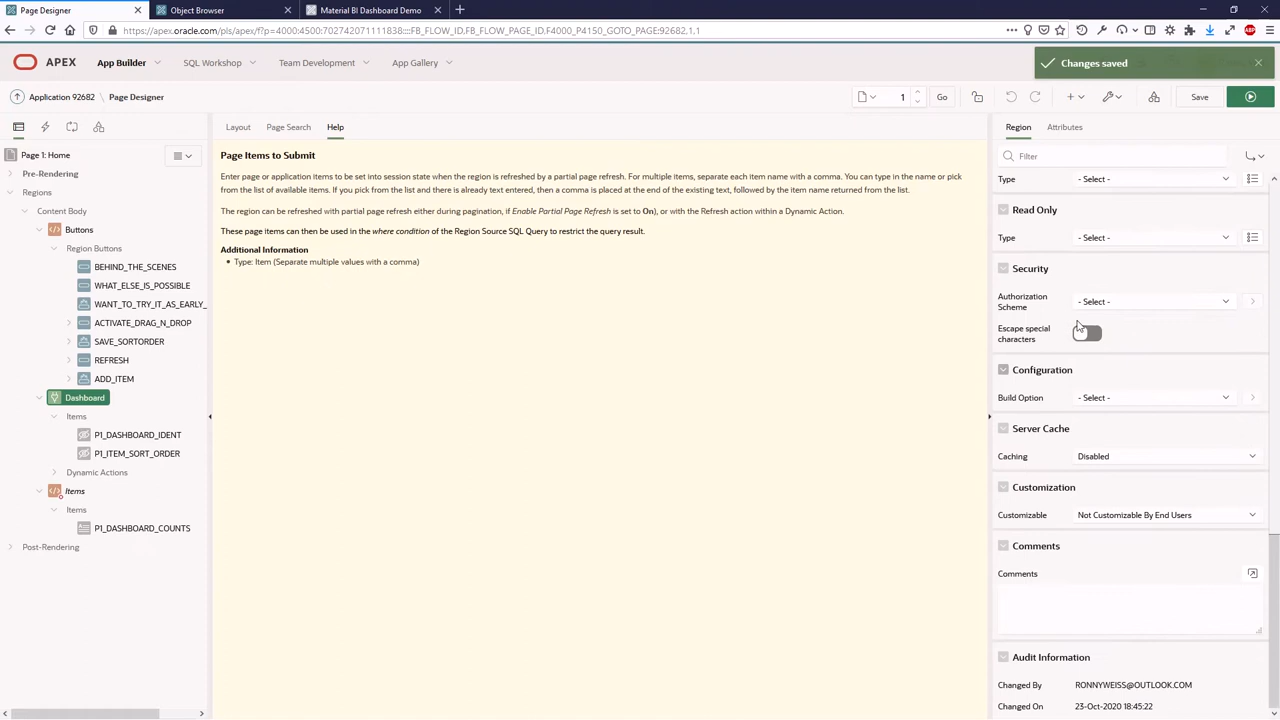 Page Designer
Object Browser
Material BI Dashboard Demo
https://apex.oracle.com/pls/apex/f?p=4000:4500:702742071111838::::FB_FLOW_ID,FB_FLOW_PAGE_ID,F4000_P4150_GOTO_PAGE:92682,1,1
APEX
App Builder
SQL Workshop
Team Development
App Gallery
Changes saved
Application 92682
Page Designer
1
Go
Save
Page 1: Home
Pre-Rendering
Regions
Content Body
Buttons
Region Buttons
BEHIND_THE_SCENES
WHAT_ELSE_IS_POSSIBLE
WANT_TO_TRY_IT_AS_EARLY_
ACTIVATE_DRAG_N_DROP
SAVE_SORTORDER
REFRESH
ADD_ITEM
Dashboard
Items
P1_DASHBOARD_IDENT
P1_ITEM_SORT_ORDER
Dynamic Actions
Items
Items
P1_DASHBOARD_COUNTS
Post-Rendering
Layout
Page Search
Help
Page Items to Submit
Enter page or application items to be set into session state when the region is refreshed by a partial page refresh. For multiple items, separate each item name with a comma. You can type in the name or pick
from the list of available items. If you pick from the list and there is already text entered, then a comma is placed at the end of the existing text, followed by the item name returned from the list.
The region can be refreshed with partial page refresh either during pagination, if Enable Partial Page Refresh is set to On), or with the Refresh action within a Dynamic Action.
These page items can then be used in the where condition of the Region Source SQL Query to restrict the query result.
Additional Information
Type: Item (Separate multiple values with a comma)
Region
Attributes
Filter
Type
- Select -
Read Only
Type
- Select -
Security
Authorization
Scheme
- Select -
Escape special
characters
Configuration
Build Option
- Select -
Server Cache
Caching
Disabled
Customization
Customizable
Not Customizable By End Users
Comments
Comments
Audit Information
Changed By
RONNYWEISS@OUTLOOK.COM
Changed On
23-Oct-2020 18:45:22